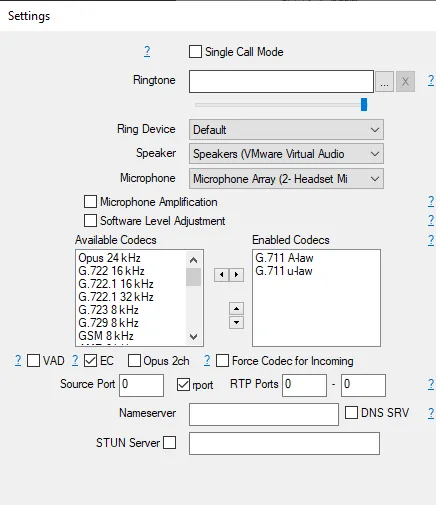 Settings
? Single Call Mode
Ringtone ... X ?
Ring Device Default
Speaker Speakers (VMware Virtual Audio
Microphone Microphone Array (2- Headset Mi
Microphone Amplification ?
Software Level Adjustment ?
Available Codecs Enabled Codecs ?
Opus 24 kHz
G.722 16 kHz
G.722.1 16 kHz
G.722.1 32 kHz
G.723 8 kHz
G.729 8 kHz
GSM 8 kHz
G.711 A-law
G.711 u-law
? VAD ? EC Opus 2ch ? Force Codec for Incoming
Source Port 0 rport RTP Ports 0 - 0 ?
Nameserver DNS SRV ?
STUN Server